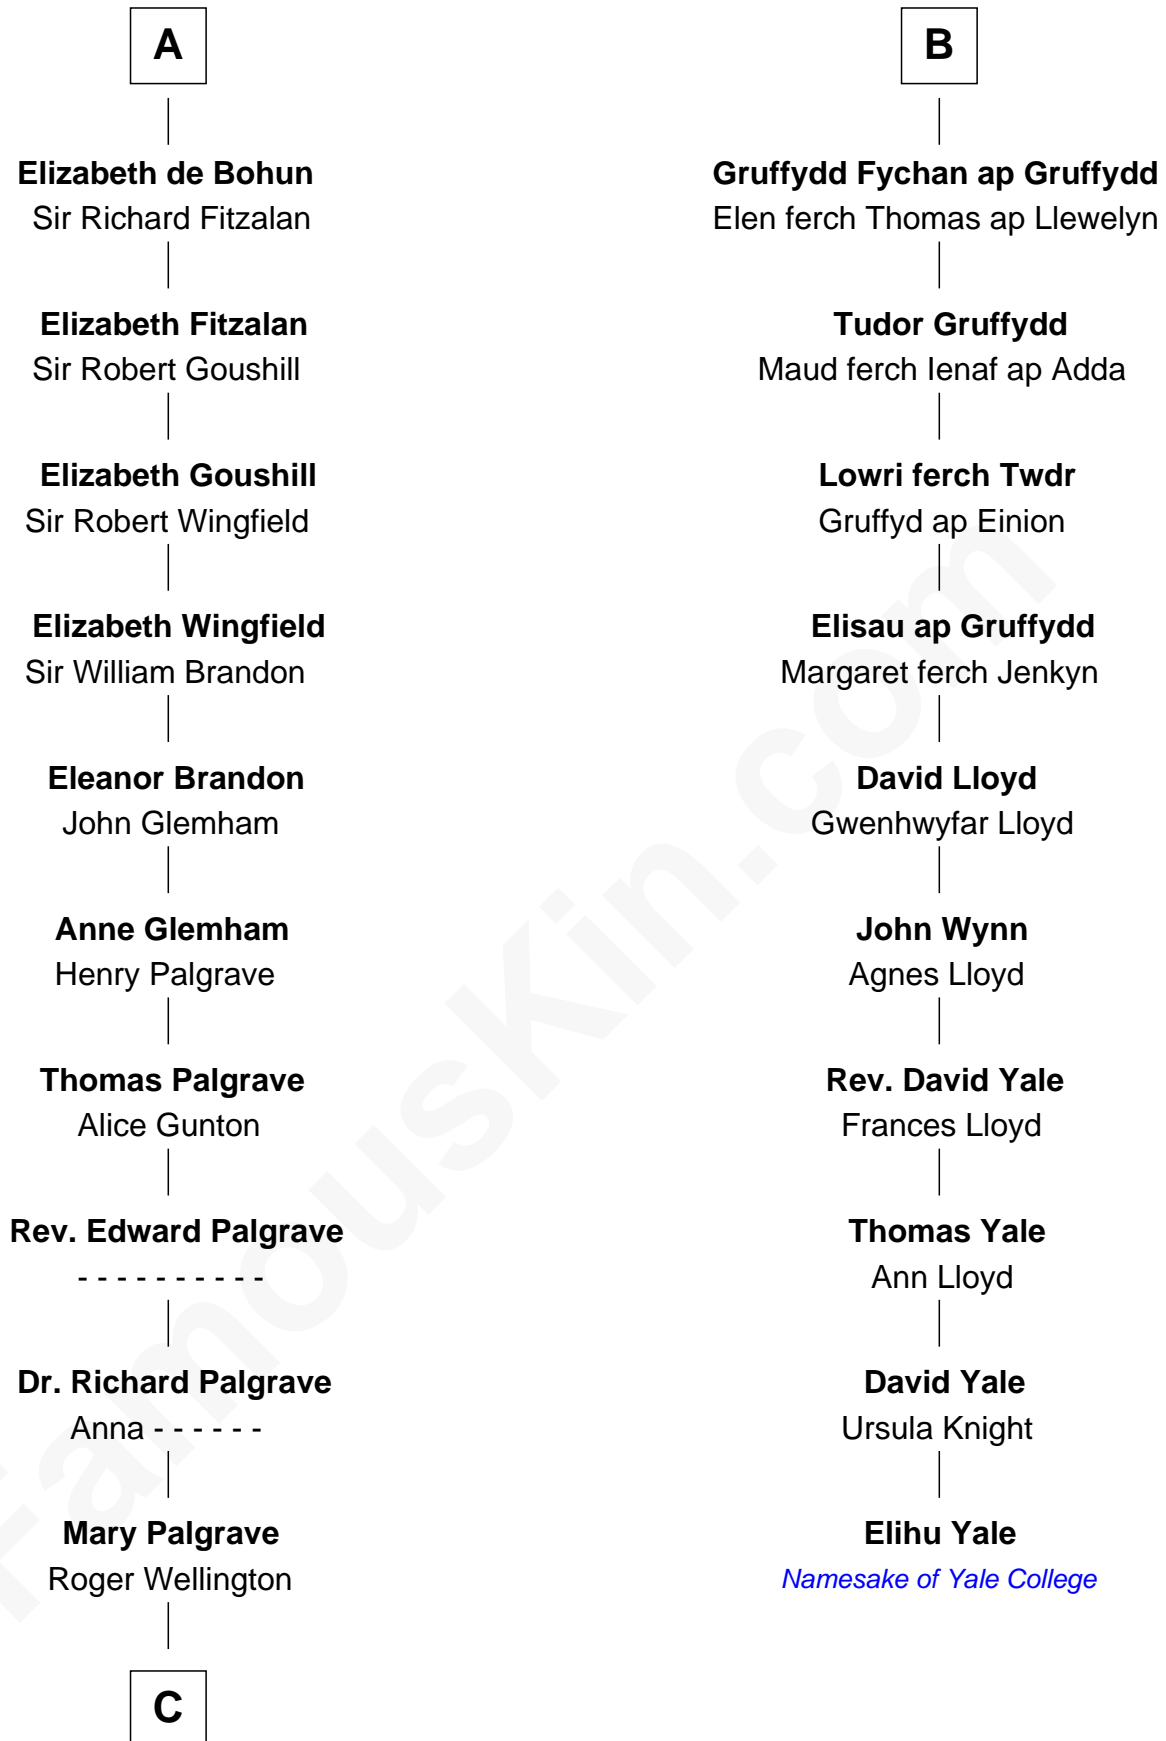 A
Elizabeth de Bohun
Sir Richard Fitzalan
Elizabeth Fitzalan
Sir Robert Goushill
Elizabeth Goushill
Sir Robert Wingfield
Elizabeth Wingfield
Sir William Brandon
Eleanor Brandon
John Glemham
Anne Glemham
Henry Palgrave
Thomas Palgrave
Alice Gunton
Rev. Edward Palgrave
- - - - - - - - - -
Dr. Richard Palgrave
Anna - - - - - -
Mary Palgrave
Roger Wellington
C
B
Gruffydd Fychan ap Gruffydd
Elen ferch Thomas ap Llewelyn
Tudor Gruffydd
Maud ferch Ienaf ap Adda
Lowri ferch Twdr
Gruffyd ap Einion
Elisau ap Gruffydd
Margaret ferch Jenkyn
David Lloyd
Gwenhwyfar Lloyd
John Wynn
Agnes Lloyd
Rev. David Yale
Frances Lloyd
Thomas Yale
Ann Lloyd
David Yale
Ursula Knight
Elihu Yale
Namesake of Yale College
FamousKin.com